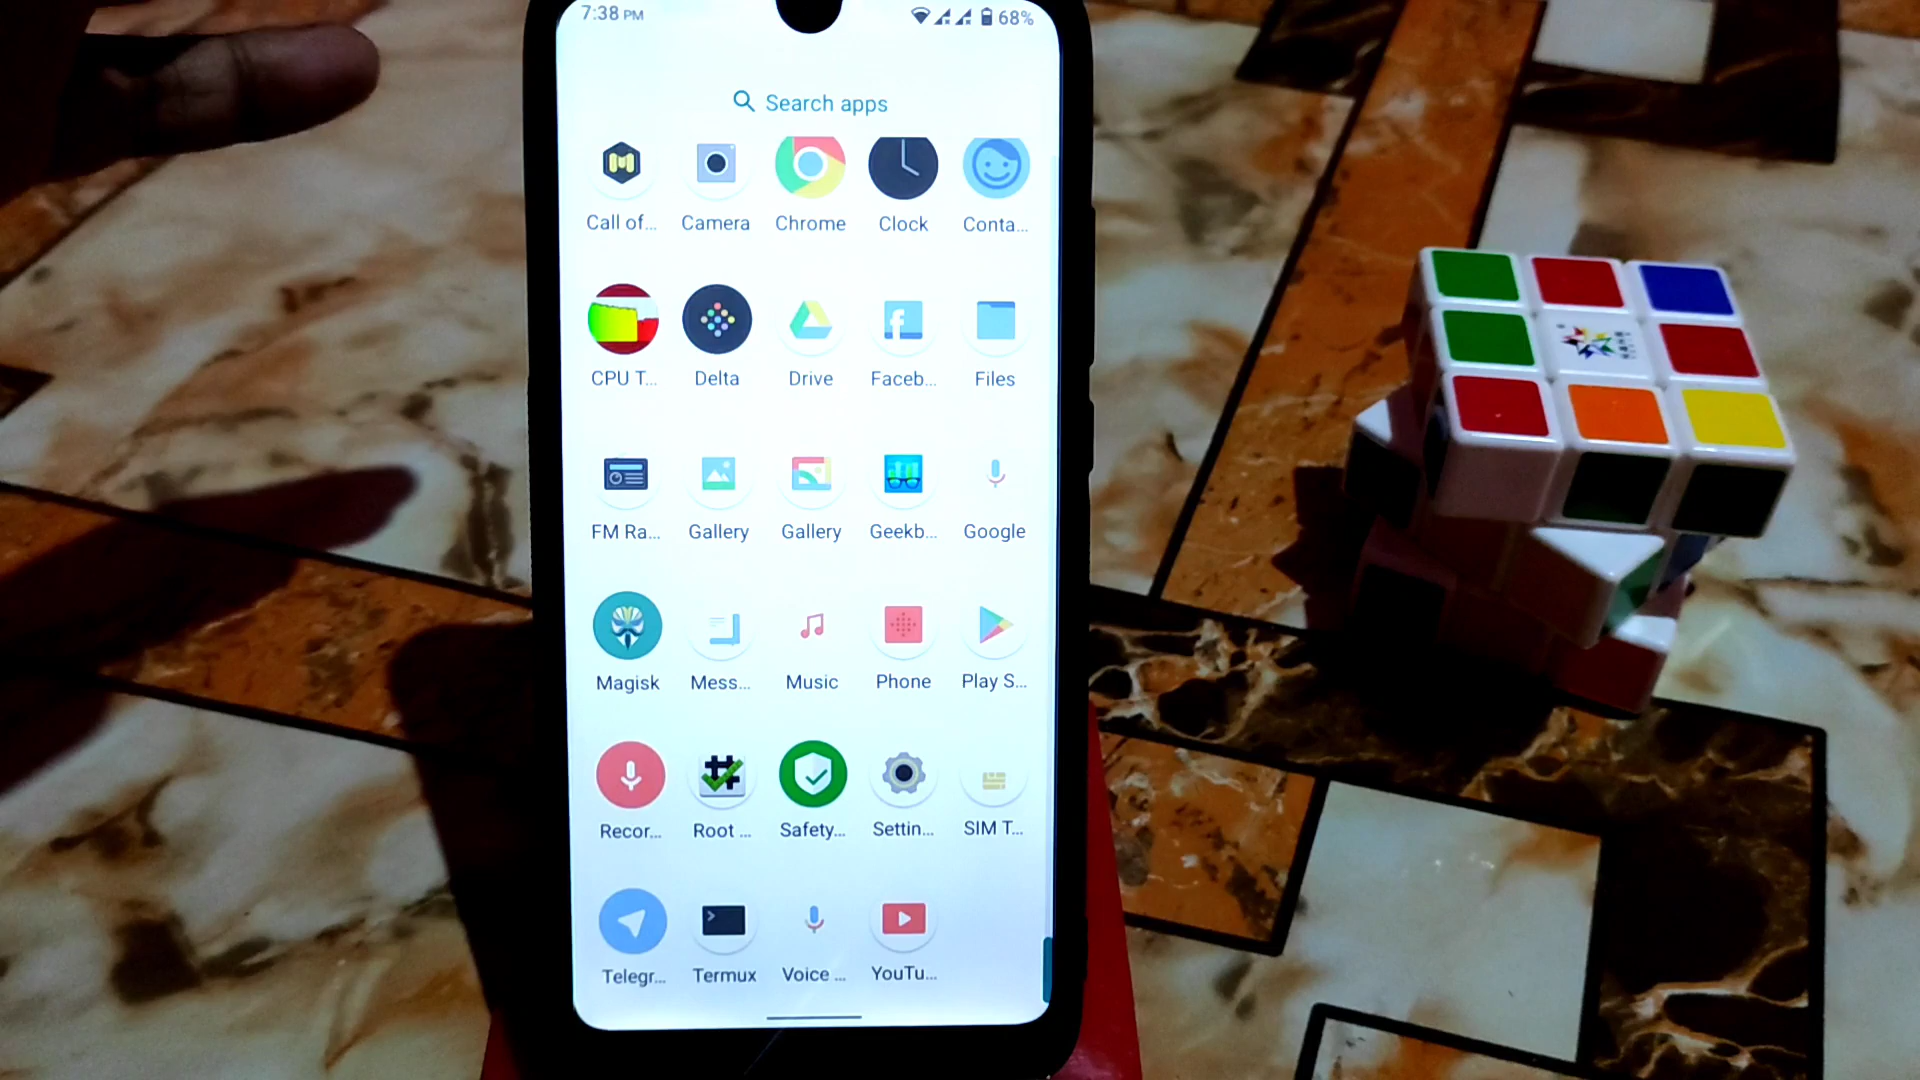 7:38 PM 68%
Search apps
Call of... Camera Chrome Clock Conta...
CPU T... Delta Drive Faceb... Files
FM Ra... Gallery Gallery Geekb... Google
Magisk Mess... Music Phone Play S...
Recor... Root ... Safety... Settin... SIM T...
Telegr... Termux Voice ... YouTu...